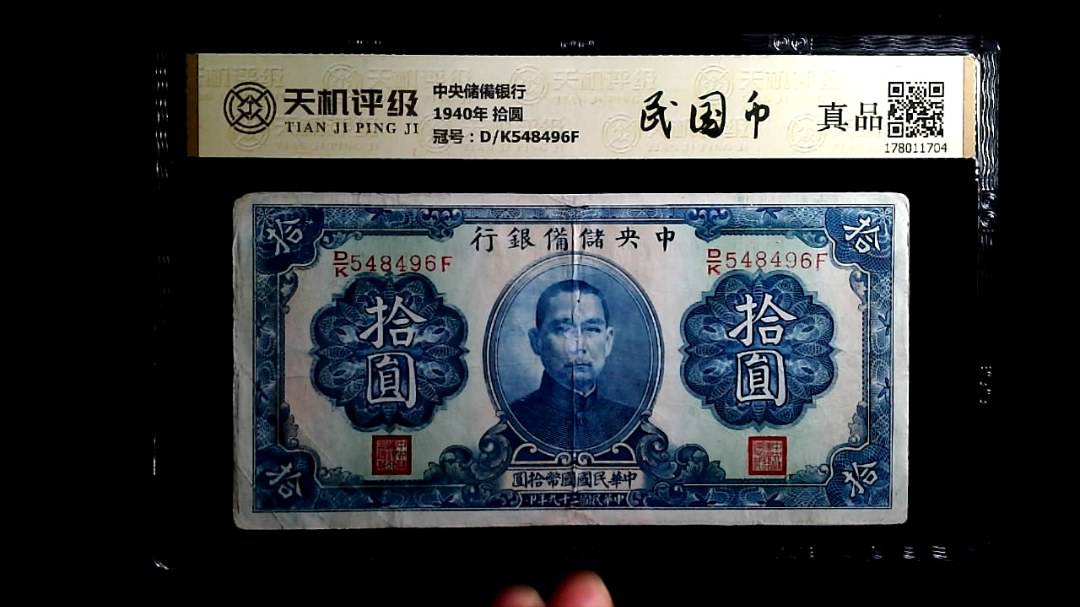 天机评级
TIAN JI PING JI
中央储備银行
1940年 拾圆
冠号：D/K548496F
民国币
真品
178011704
行銀備儲央中
拾
拾
D/K548496F
D/K548496F
拾圓
拾圓
圓拾幣國國民華中
拾
拾